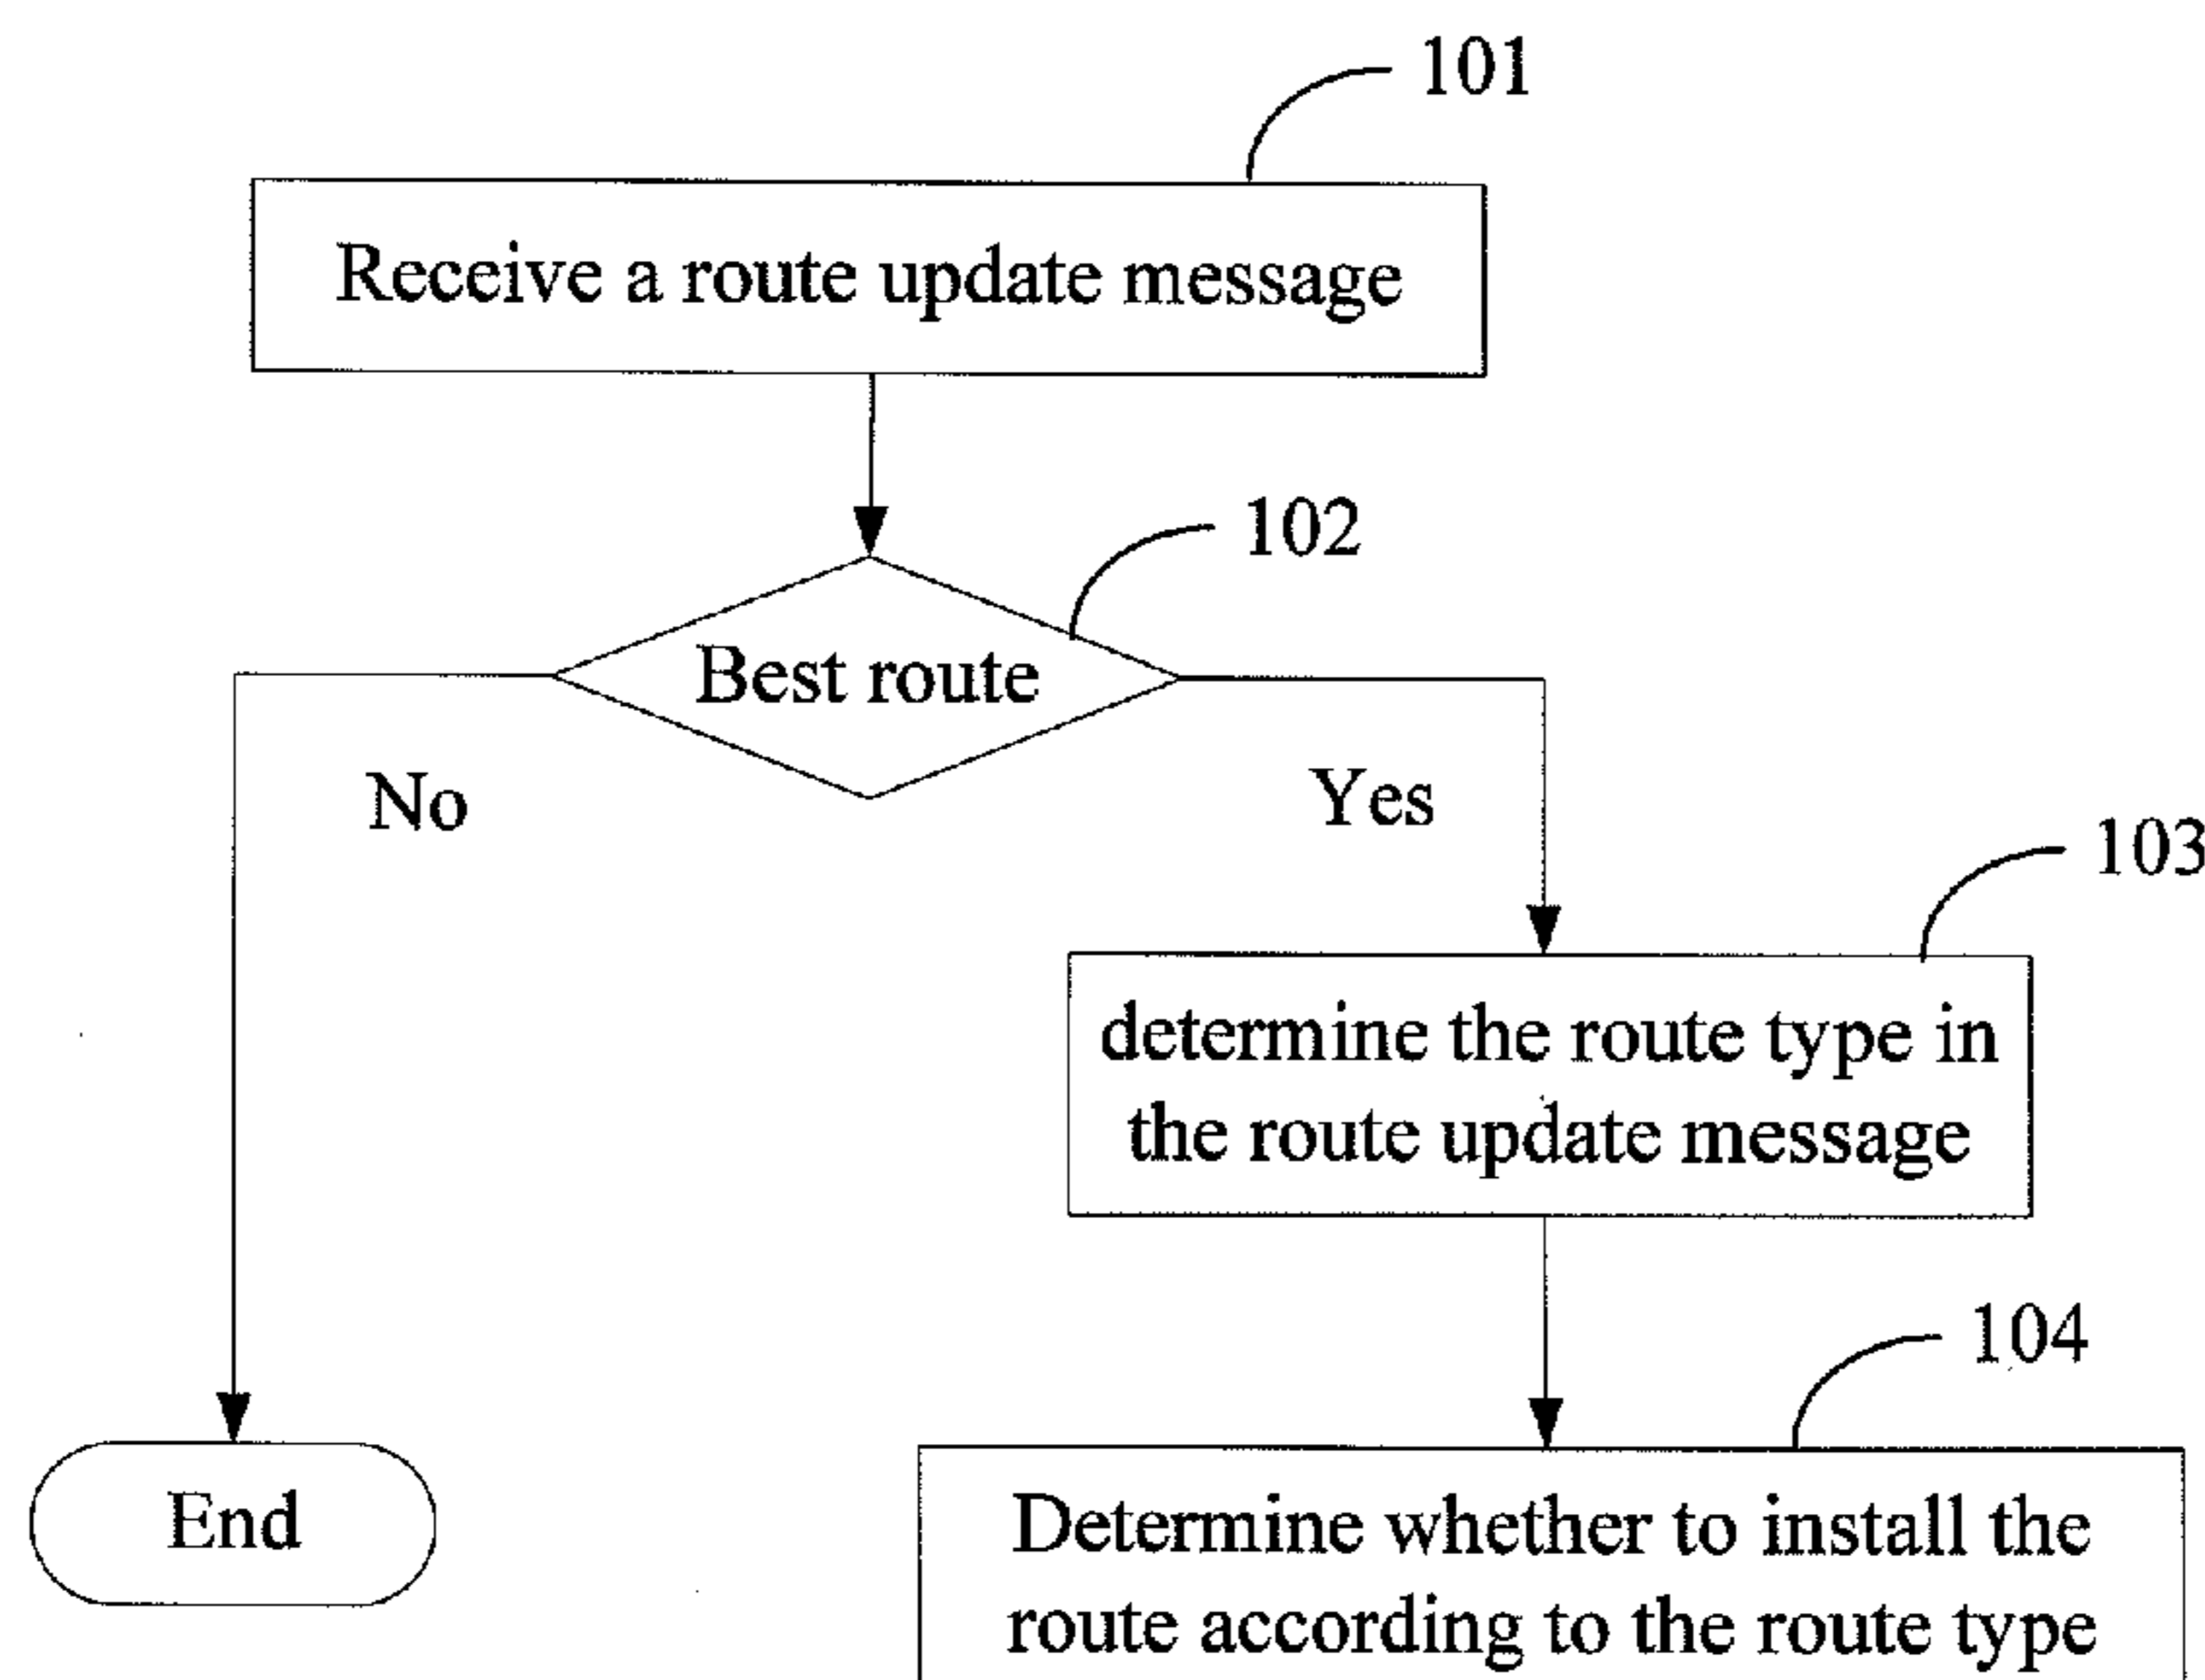 101
Receive a route update message
102
Best route
No
Yes
103
determine the route type in
the route update message
104
End
Determine whether to install the
route according to the route type